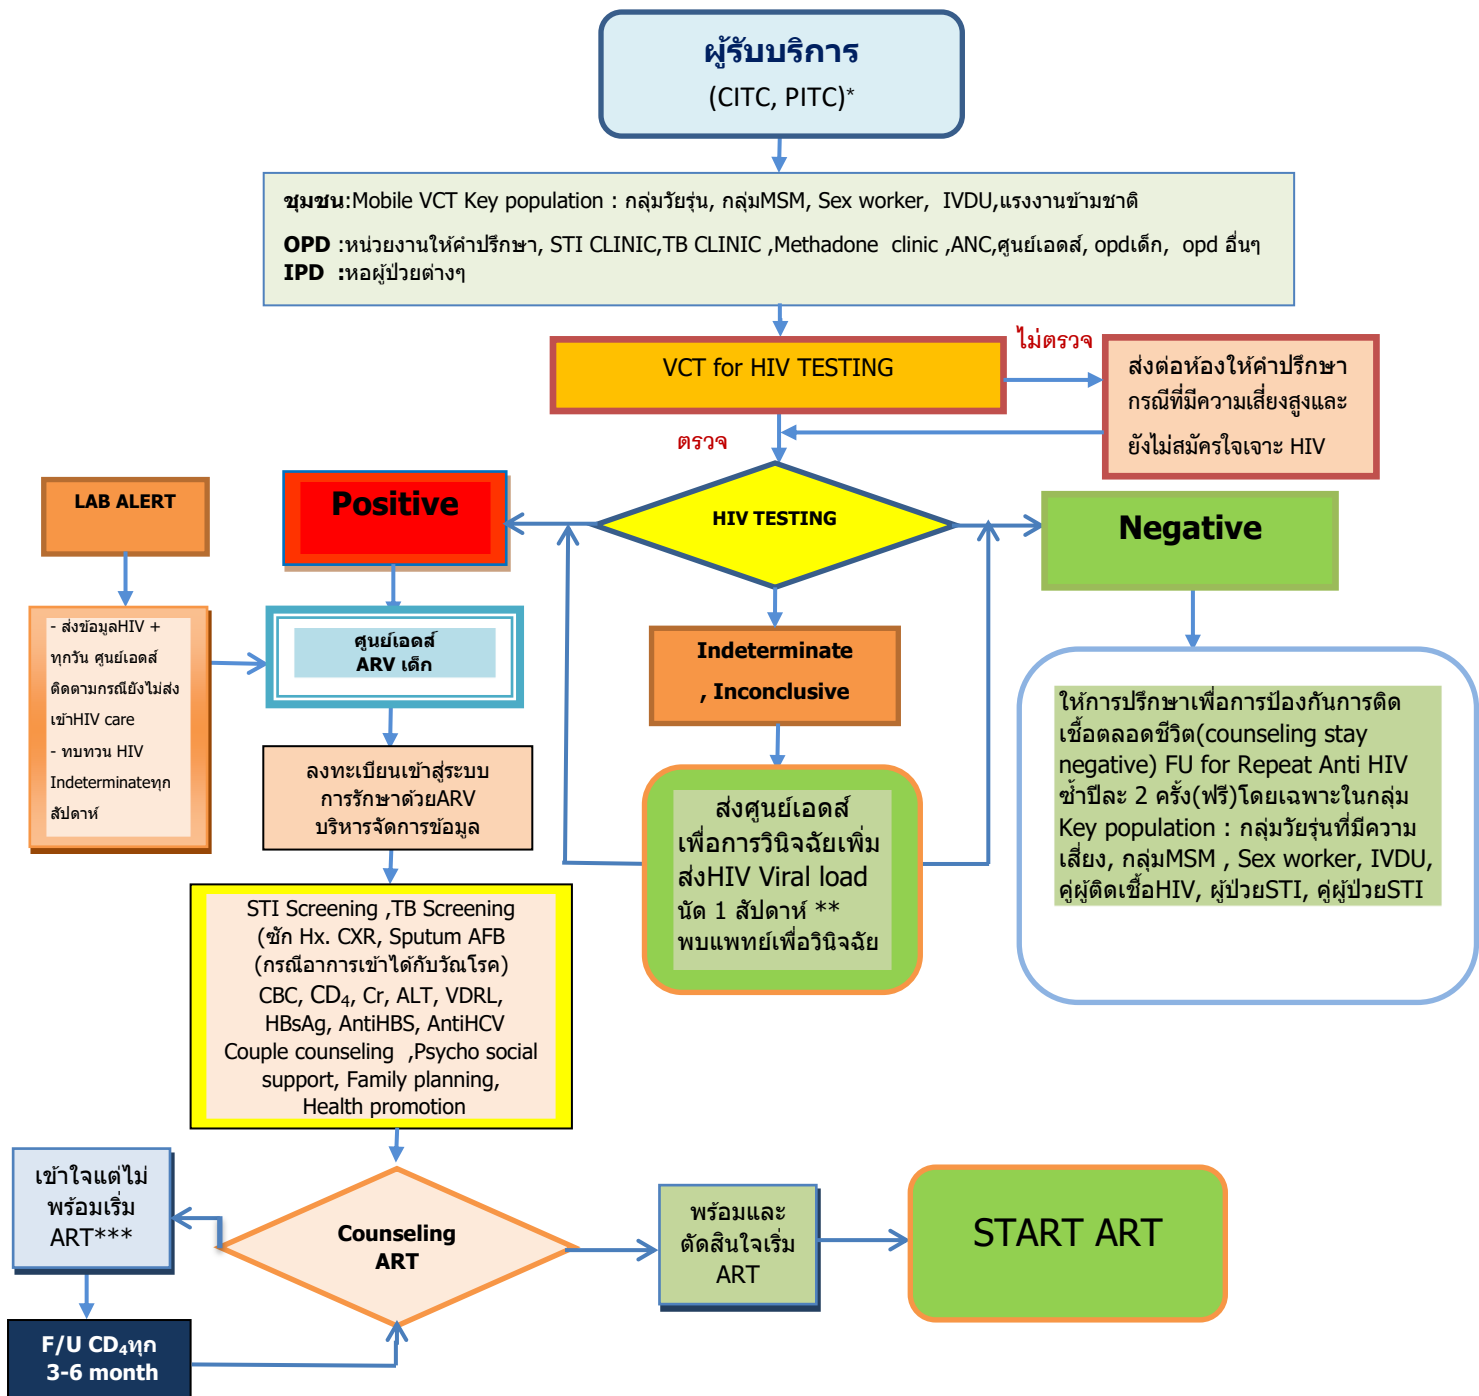 ผู้รับบริการ
(CITC, PITC)*
ชุมชน:Mobile VCT Key population : กลุ่มวัยรุ่น, กลุ่มMSM, Sex worker, IVDU,แรงงานข้ามชาติ
OPD :หน่วยงานให้คำปรึกษา, STI CLINIC,TB CLINIC ,Methadone clinic ,ANC,ศูนย์เอดส์, opdเด็ก, opd อื่นๆ
IPD :หอผู้ป่วยต่างๆ
VCT for HIV TESTING
ไม่ตรวจ
ส่งต่อห้องให้คำปรึกษา
กรณีที่มีความเสี่ยงสูงและ
ยังไม่สมัครใจเจาะ HIV
ตรวจ
LAB ALERT
Positive
HIV TESTING
Negative
- ส่งข้อมูลHIV +
ทุกวัน ศูนย์เอดส์
ติดตามกรณียังไม่ส่ง
เข้าHIV care
- ทบทวน HIV
Indeterminateทุก
สัปดาห์
ศูนย์เอดส์
ARV เด็ก
Indeterminate
, Inconclusive
ลงทะเบียนเข้าสู่ระบบ
การรักษาด้วยARV
บริหารจัดการข้อมูล
ส่งศูนย์เอดส์
เพื่อการวินิจฉัยเพิ่ม
ส่งHIV Viral load
นัด 1 สัปดาห์ **
พบแพทย์เพื่อวินิจฉัย
ให้การปรึกษาเพื่อการป้องกันการติด
เชื้อตลอดชีวิต(counseling stay
negative) FU for Repeat Anti HIV
ซ้ำปีละ 2 ครั้ง(ฟรี)โดยเฉพาะในกลุ่ม
Key population : กลุ่มวัยรุ่นที่มีความ
เสี่ยง, กลุ่มMSM , Sex worker, IVDU,
คู่ผู้ติดเชื้อHIV, ผู้ป่วยSTI, คู่ผู้ป่วยSTI
STI Screening ,TB Screening
(ซัก Hx. CXR, Sputum AFB
(กรณีอาการเข้าได้กับวัณโรค)
CBC, CD₄, Cr, ALT, VDRL,
HBsAg, AntiHBS, AntiHCV
Couple counseling ,Psycho social
support, Family planning,
Health promotion
เข้าใจแต่ไม่
พร้อมเริ่ม
ART***
Counseling
ART
พร้อมและ
ตัดสินใจเริ่ม
ART
START ART
F/U CD₄ทุก
3-6 month